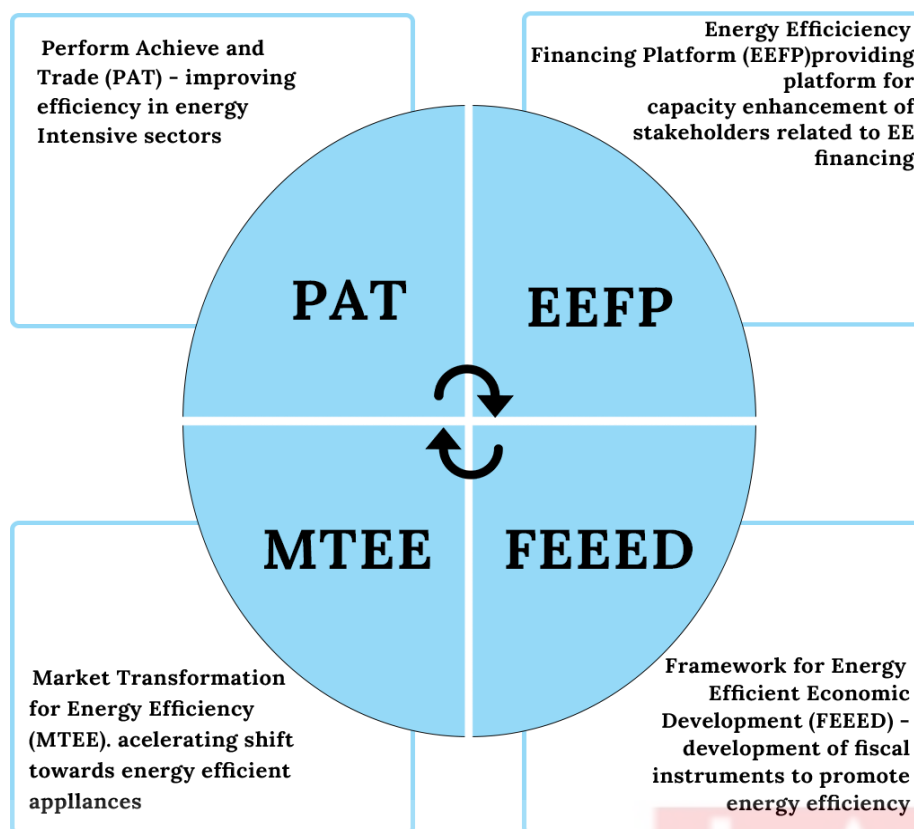 Perform Achieve and
Trade (PAT) - improving
efficiency in energy
Intensive sectors
Energy Efficiciency
Financing Platform (EEFP)providing
platform for
capacity enhancement of
stakeholders related to EE
financing
PAT
EEFP
MTEE
FEEED
Market Transformation
for Energy Efficiency
(MTEE). acelerating shift
towards energy efficient
appllances
Framework for Energy
Efficient Economic
Development (FEEED) -
development of fiscal
instruments to promote
energy efficiency